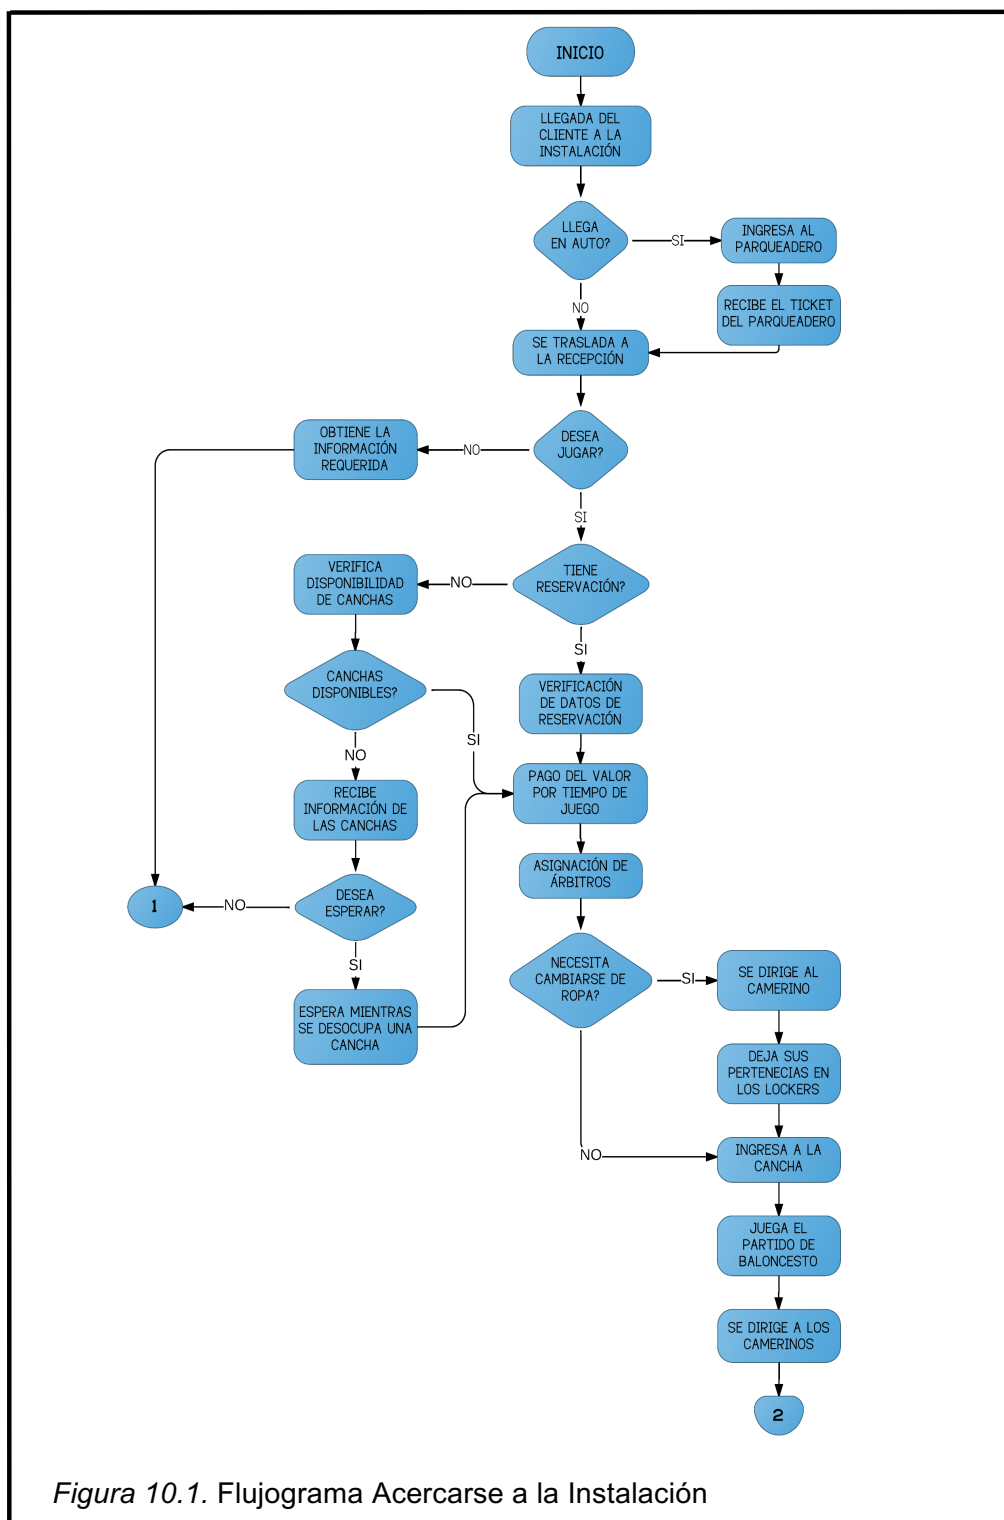 INICIO
LLEGADA DEL
CLIENTE A LA
INSTALACIÓN
LLEGA
EN AUTO?
SI
INGRESA AL
PARQUEADERO
RECIBE EL TICKET
DEL PARQUEADERO
NO
SE TRASLADA A
LA RECEPCIÓN
DESEA
JUGAR?
NO
OBTIENE LA
INFORMACIÓN
REQUERIDA
SI
TIENE
RESERVACIÓN?
NO
VERIFICA
DISPONIBILIDAD
DE CANCHAS
SI
CANCHAS
DISPONIBLES?
VERIFICACIÓN
DE DATOS DE
RESERVACIÓN
SI
NO
RECIBE
INFORMACIÓN DE
LAS CANCHAS
PAGO DEL VALOR
POR TIEMPO DE
JUEGO
ASIGNACIÓN DE
ÁRBITROS
DESEA
ESPERAR?
NO
1
SI
ESPERA MIENTRAS
SE DESOCUPA UNA
CANCHA
NECESITA
CAMBIARSE DE
ROPA?
SI
SE DIRIGE AL
CAMERINO
DEJA SUS
PERTENECIAS EN
LOS LOCKERS
NO
INGRESA A LA
CANCHA
JUEGA EL
PARTIDO DE
BALONCESTO
SE DIRIGE A LOS
CAMERINOS
2
Figura 10.1. Flujograma Acercarse a la Instalación